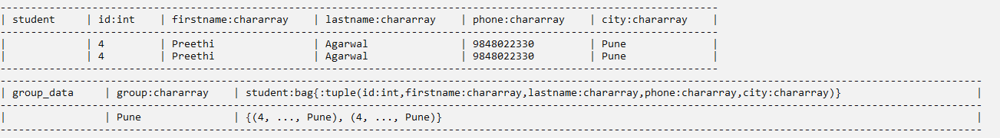 | student | id:int | firstname:chararray | lastname:chararray | phone:chararray | city:chararray |
| | 4 | Preethi | Agarwal | 9848022330 | Pune |
| | 4 | Preethi | Agarwal | 9848022330 | Pune |
| group_data | group:chararray | student:bag{:tuple(id:int,firstname:chararray,lastname:chararray,phone:chararray,city:chararray)} |
| | Pune | {(4, ..., Pune), (4, ..., Pune)} |